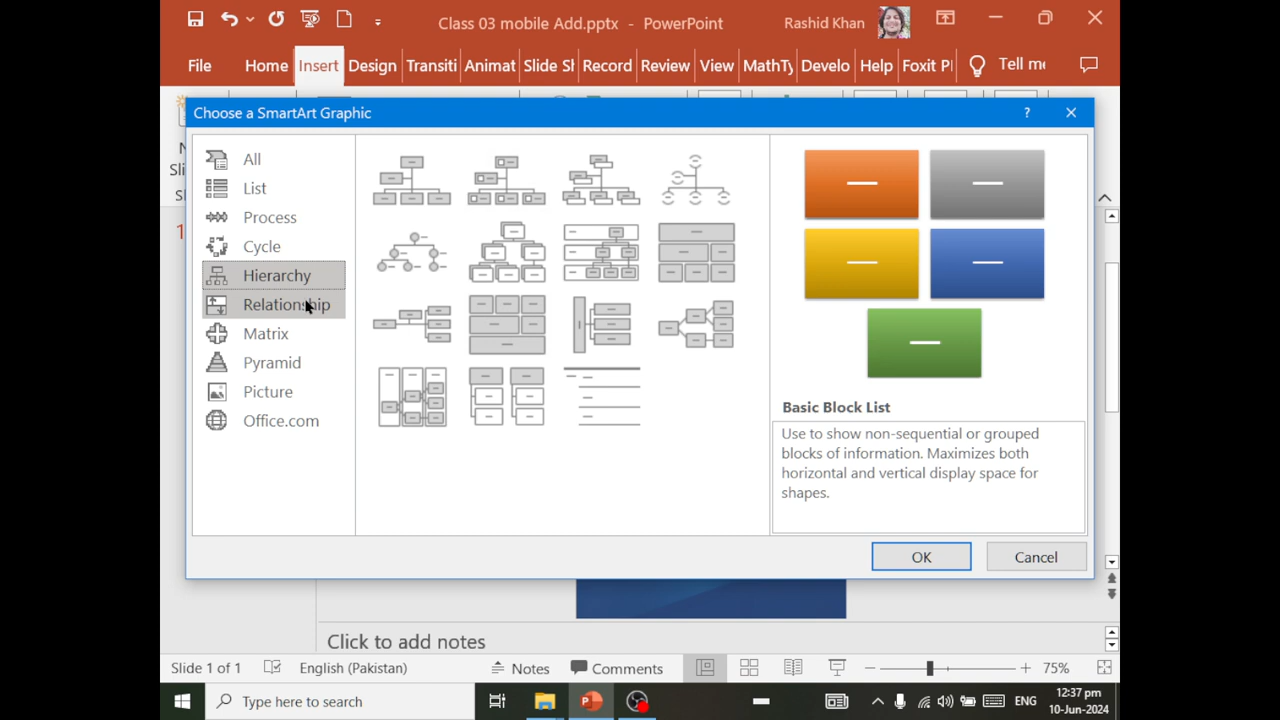 Class 03 mobile Add.pptx - PowerPoint
Rashid Khan
File Home Insert Design Transiti Animat Slide Sl Record Review View MathTy Develo Help Foxit P Tell me
Choose a SmartArt Graphic
?
All
List
Process
Cycle
Hierarchy
Relationship
Matrix
Pyramid
Picture
Office.com
Basic Block List
Use to show non-sequential or grouped
blocks of information. Maximizes both
horizontal and vertical display space for
shapes.
OK Cancel
1
Click to add notes
Slide 1 of 1 English (Pakistan) Notes Comments 75%
Type here to search
ENG
12:37 pm
10-Jun-2024